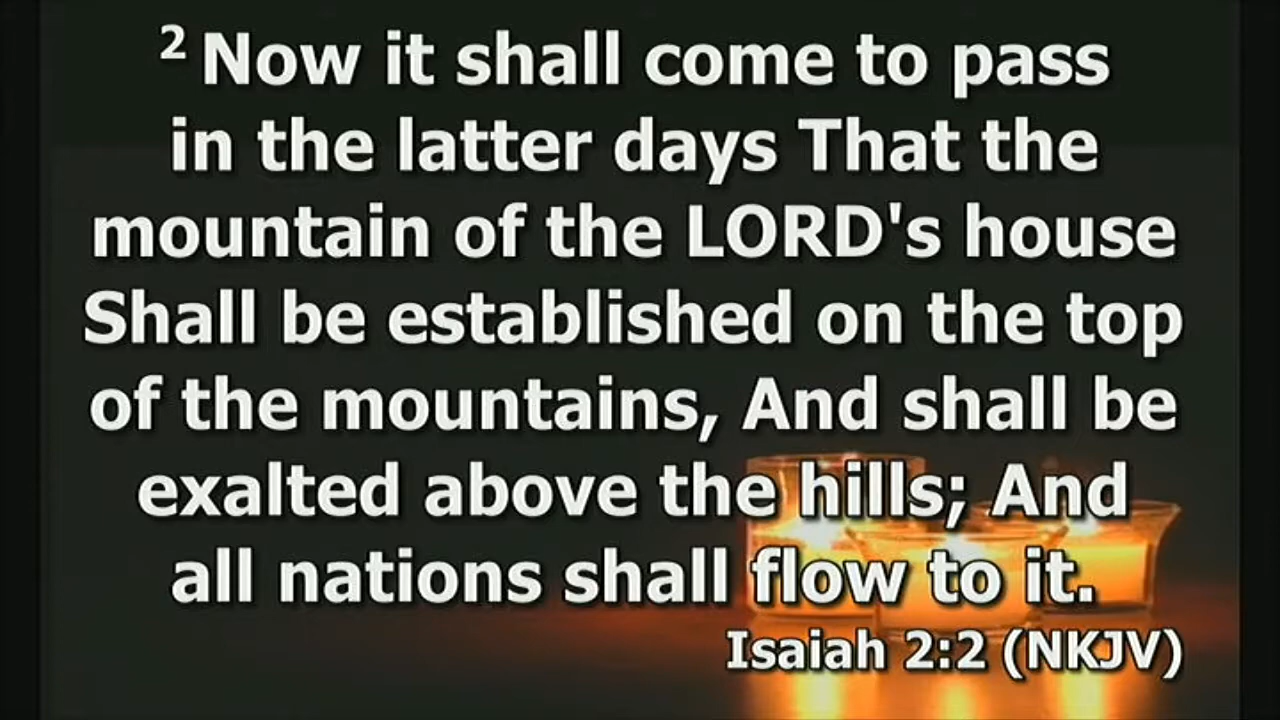 2 Now it shall come to pass
in the latter days That the
mountain of the LORD's house
Shall be established on the top
of the mountains, And shall be
exalted above the hills; And
all nations shall flow to it.
Isaiah 2:2 (NKJV)